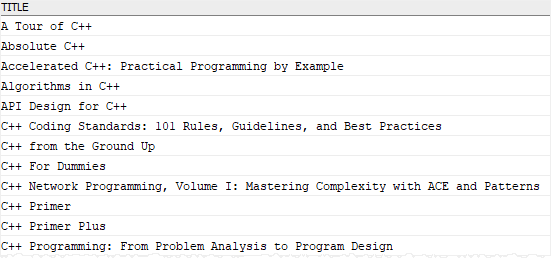 TITLE
A Tour of C++
Absolute C++
Accelerated C++: Practical Programming by Example
Algorithms in C++
API Design for C++
C++ Coding Standards: 101 Rules, Guidelines, and Best Practices
C++ from the Ground Up
C++ For Dummies
C++ Network Programming, Volume I: Mastering Complexity with ACE and Patterns
C++ Primer
C++ Primer Plus
C++ Programming: From Problem Analysis to Program Design